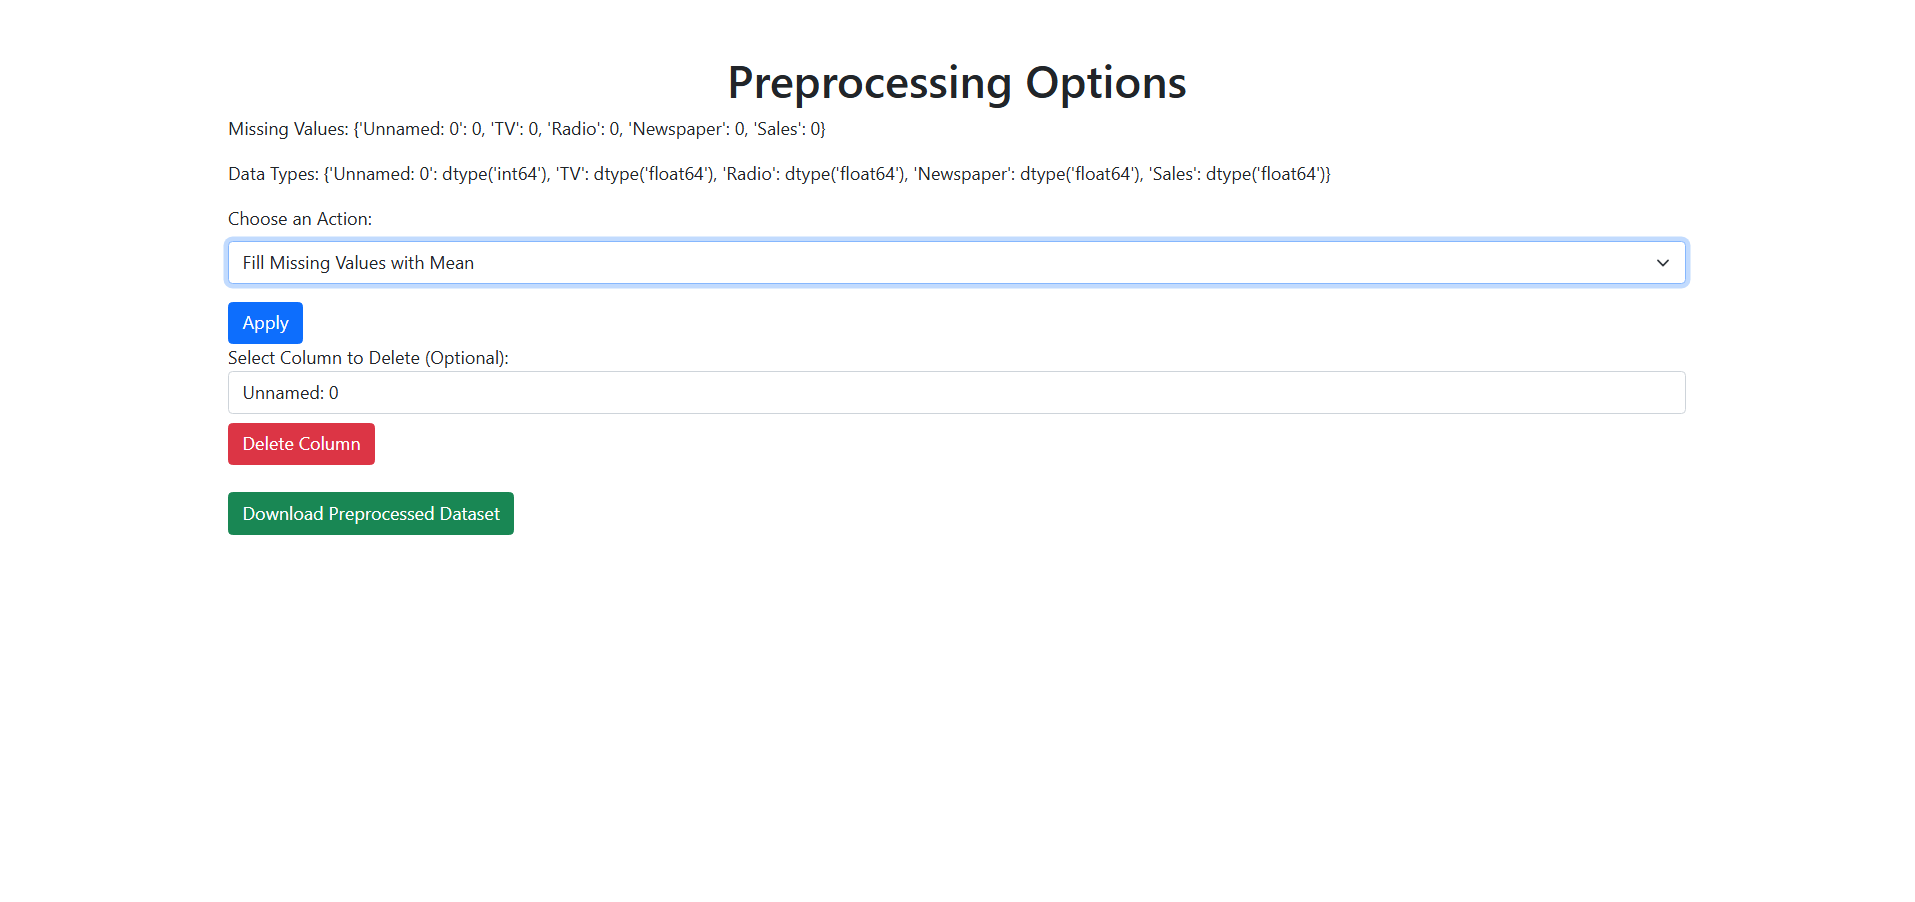 Preprocessing Options
Missing Values: {'Unnamed: 0': 0, 'TV': 0, 'Radio': 0, 'Newspaper': 0, 'Sales': 0}
Data Types: {'Unnamed: 0': dtype('int64'), 'TV': dtype('float64'), 'Radio': dtype('float64'), 'Newspaper': dtype('float64'), 'Sales': dtype('float64')}
Choose an Action:
Fill Missing Values with Mean
Apply
Select Column to Delete (Optional):
Unnamed: 0
Delete Column
Download Preprocessed Dataset